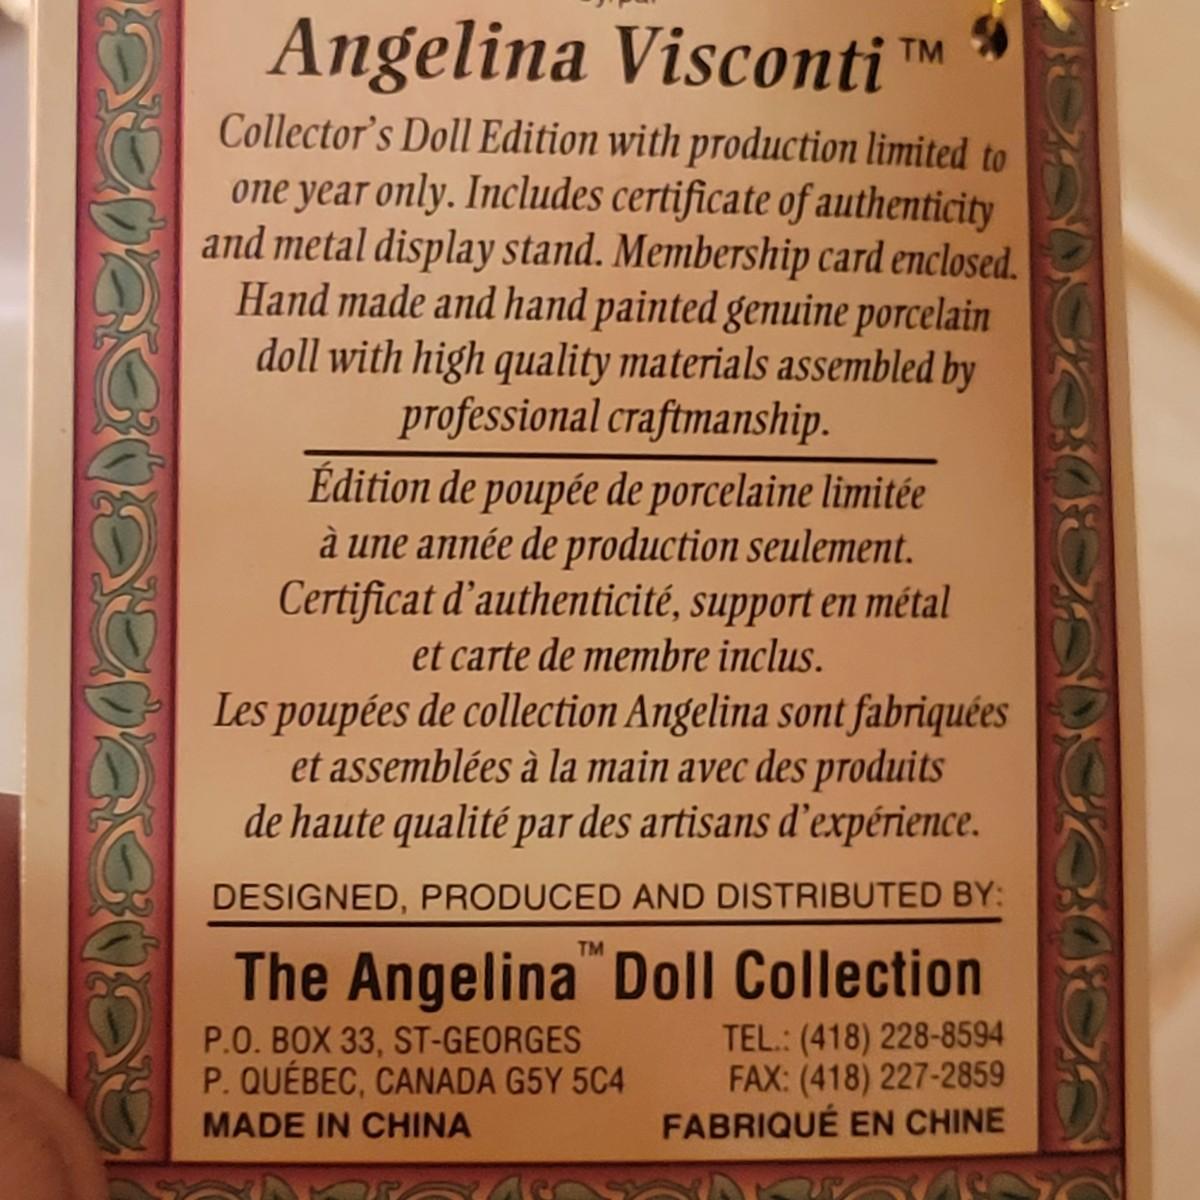 Angelina Visconti™
Collector's Doll Edition with production limited to
one year only. Includes certificate of authenticity
and metal display stand. Membership card enclosed.
Hand made and hand painted genuine porcelain
doll with high quality materials assembled by
professional craftmanship.
Édition de poupée de porcelaine limitée
à une année de production seulement.
Certificat d'authenticité, support en métal
et carte de membre inclus.
Les poupées de collection Angelina sont fabriquées
et assemblées à la main avec des produits
de haute qualité par des artisans d'expérience.
DESIGNED, PRODUCED AND DISTRIBUTED BY:
The Angelina™ Doll Collection
P.O. BOX 33, ST-GEORGES TEL.: (418) 228-8594
P. QUÉBEC, CANADA G5Y 5C4 FAX: (418) 227-2859
MADE IN CHINA FABRIQUÉ EN CHINE